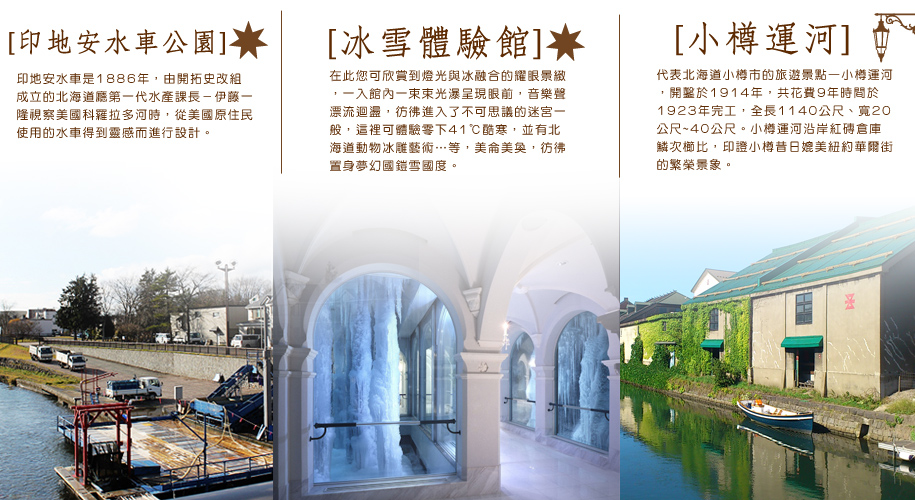 [印地安水車公園]
印地安水車是1886年，由開拓史改組
成立的北海道廳第一代水產課長－伊藤一
隆視察美國科羅拉多河時，從美國原住民
使用的水車得到靈感而進行設計。
[冰雪體驗館]
在此您可欣賞到燈光與冰融合的耀眼景緻
，一入館內一束束光瀑呈現眼前，音樂聲
漂流迴盪，彷彿進入了不可思議的迷宮一
般，這裡可體驗零下41℃酷寒，並有北
海道動物冰雕藝術…等，美侖美奐，彷彿
置身夢幻國鎧雪國度。
[小樽運河]
代表北海道小樽市的旅遊景點—小樽運河
，開鑿於1914年，共花費9年時間於
1923年完工，全長1140公尺、寬20
公尺~40公尺。小樽運河沿岸紅磚倉庫
鱗次櫛比，印證小樽昔日媲美紐約華爾街
的繁榮景象。